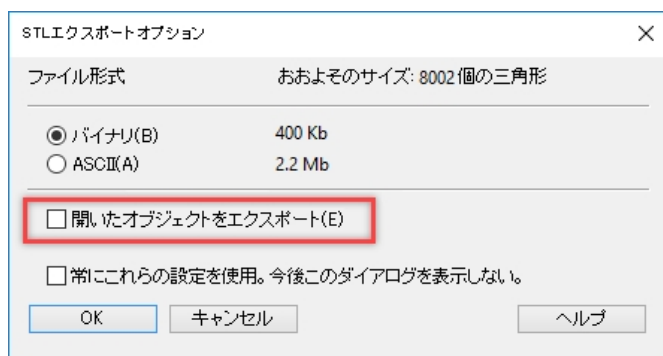 STLエクスポートオプション
ファイル形式 おおよそのサイズ: 8002個の三角形
バイナリ(B) 400 Kb
ASCII(A) 2.2 Mb
開いたオブジェクトをエクスポート(E)
常にこれらの設定を使用。今後このダイアログを表示しない。
OK キャンセル ヘルプ